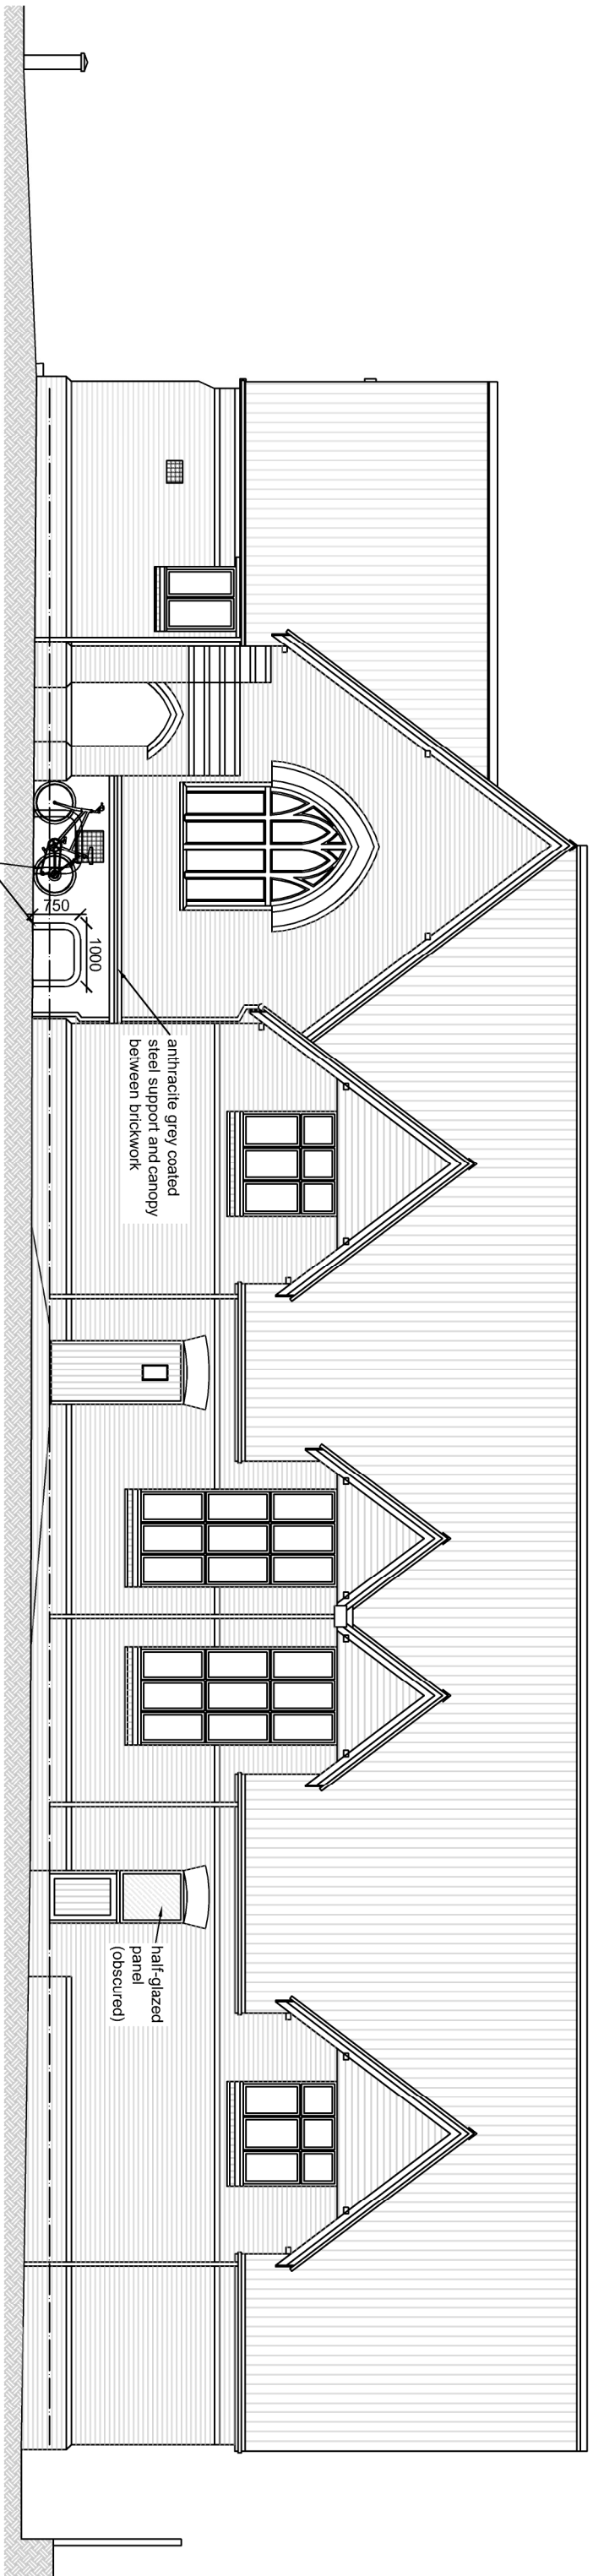 750
1000
anthracite grey coated
steel support and canopy
between brickwork
half-glazed
panel
(obscured)